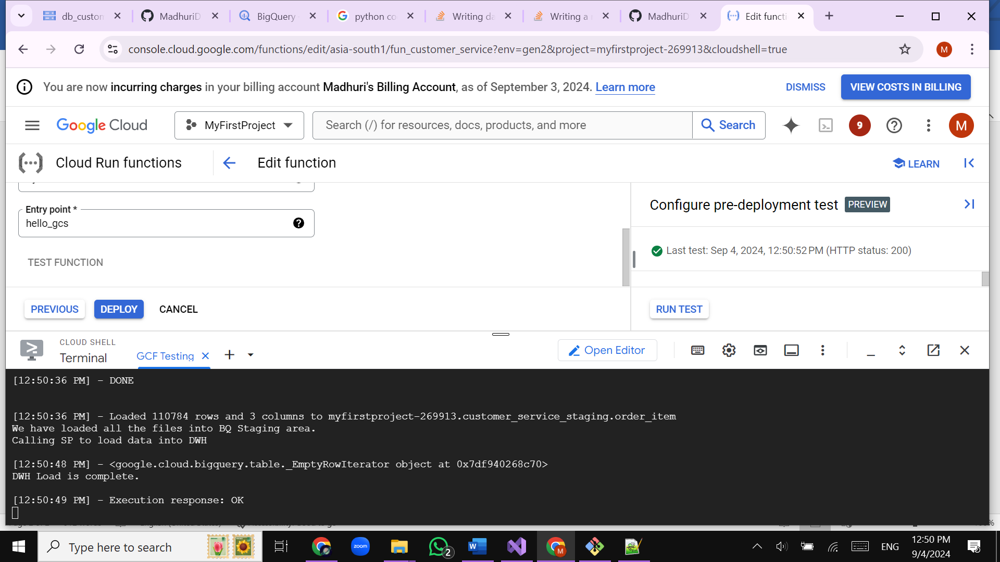 db_custon
MadhuriD
BigQuery
python co
Writing da
Writing a
MadhuriD
Edit functi
console.cloud.google.com/functions/edit/asia-south1/fun_customer_service?env=gen2&project=myfirstproject-269913&cloudshell=true
M
You are now incurring charges in your billing account Madhuri's Billing Account, as of September 3, 2024. Learn more
DISMISS
VIEW COSTS IN BILLING
Google Cloud
MyFirstProject
Search (/) for resources, docs, products, and more
Search
9
M
Cloud Run functions
Edit function
LEARN
Entry point *
hello_gcs
TEST FUNCTION
PREVIOUS
DEPLOY
CANCEL
Configure pre-deployment test PREVIEW
Last test: Sep 4, 2024, 12:50:52 PM (HTTP status: 200)
RUN TEST
CLOUD SHELL
Terminal
GCF Testing
Open Editor
[12:50:36 PM] - DONE
[12:50:36 PM] - Loaded 110784 rows and 3 columns to myfirstproject-269913.customer_service_staging.order_item
We have loaded all the files into BQ Staging area.
Calling SP to load data into DWH
[12:50:48 PM] - <google.cloud.bigquery.table._EmptyRowIterator object at 0x7df940268c70>
DWH Load is complete.
[12:50:49 PM] - Execution response: OK
Type here to search
zoom
2
W
M
ENG
12:50 PM
9/4/2024